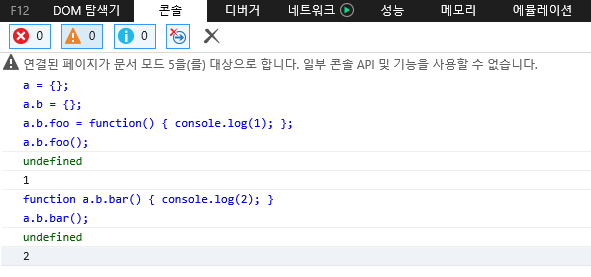 F12 DOM 탐색기 콘솔 디버거 네트워크 성능 메모리 에뮬레이션
0 0 0
연결된 페이지가 문서 모드 5을(를) 대상으로 합니다. 일부 콘솔 API 및 기능을 사용할 수 없습니다.
a = {};
a.b = {};
a.b.foo = function() { console.log(1); };
a.b.foo();
undefined
1
function a.b.bar() { console.log(2); }
a.b.bar();
undefined
2